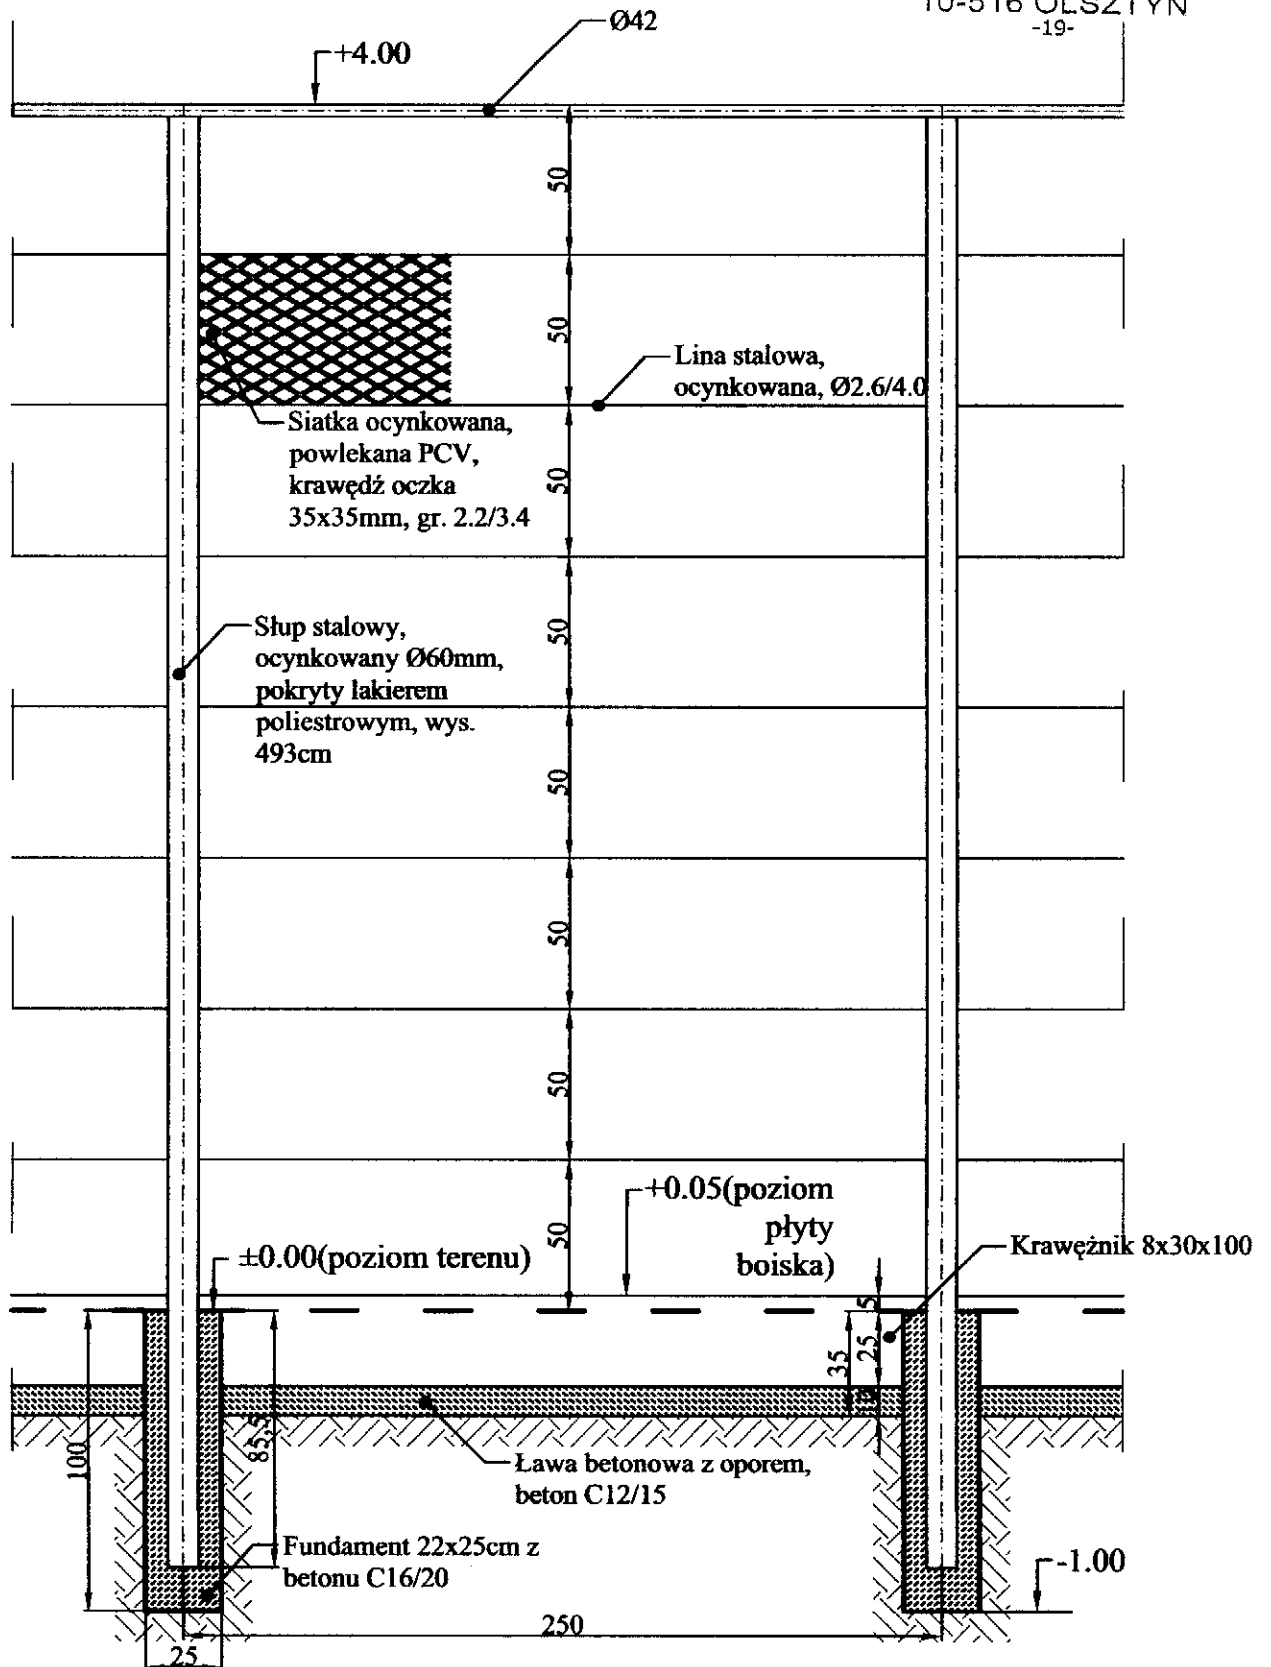 10-516 OLSZTYN
-19-
Ø42
+4.00
50
50
Lina stalowa,
ocynkowana, Ø2.6/4.0
Siatka ocynkowana,
powlekana PCV,
krawędź oczka
35x35mm, gr. 2.2/3.4
50
Słup stalowy,
ocynkowany Ø60mm,
pokryty lakierem
poliestrowym, wys.
493cm
50
50
50
50
+0.05(poziom
płyty
boiska)
50
±0.00(poziom terenu)
Krawężnik 8x30x100
5
35
25
10
100
85,5
Ława betonowa z oporem,
beton C12/15
Fundament 22x25cm z
betonu C16/20
-1.00
250
25